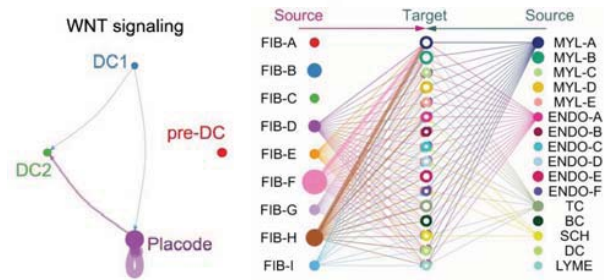 WNT signaling
DC1
pre-DC
DC2
Placode
Source Target Source
FIB-A
FIB-B
FIB-C
FIB-D
FIB-E
FIB-F
FIB-G
FIB-H
FIB-I
MYL-A
MYL-B
MYL-C
MYL-D
MYL-E
ENDO-A
ENDO-B
ENDO-C
ENDO-D
ENDO-E
ENDO-F
TC
BC
SCH
DC
LYME